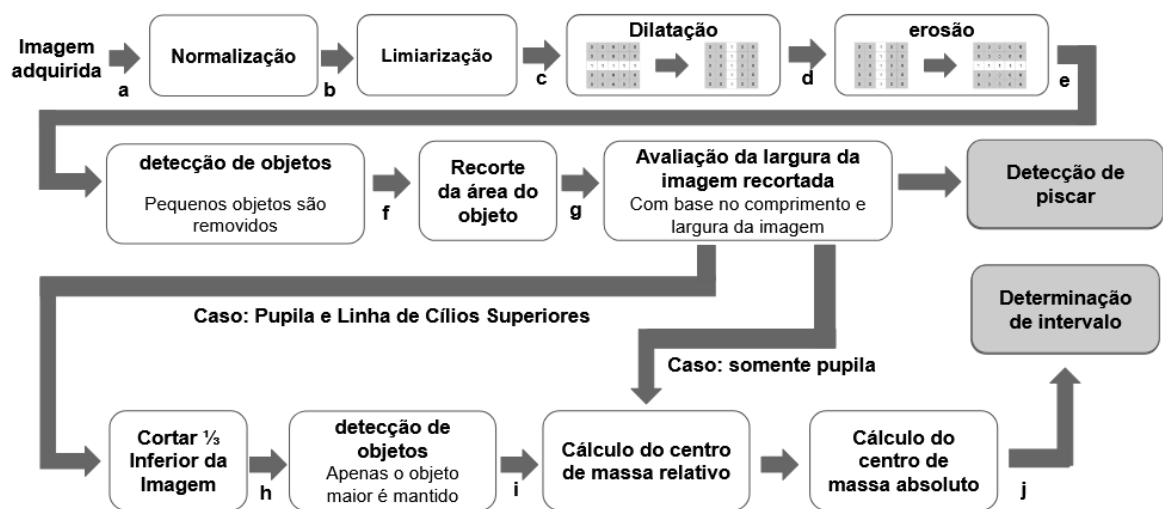 Imagem
adquirida
a
Normalização
b
Limiarização
c
Dilatação
d
erosão
e
detecção de objetos
Pequenos objetos são
removidos
f
Recorte
da área do
objeto
g
Avaliação da largura da
imagem recortada
Com base no comprimento e
largura da imagem
Detecção de
piscar
Caso: Pupila e Linha de Cílios Superiores
Caso: somente pupila
Determinação
de intervalo
Cortar ⅓
Inferior da
Imagem
h
detecção de
objetos
Apenas o objeto
maior é mantido
i
Cálculo do centro
de massa relativo
Cálculo do
centro de
massa absoluto
j